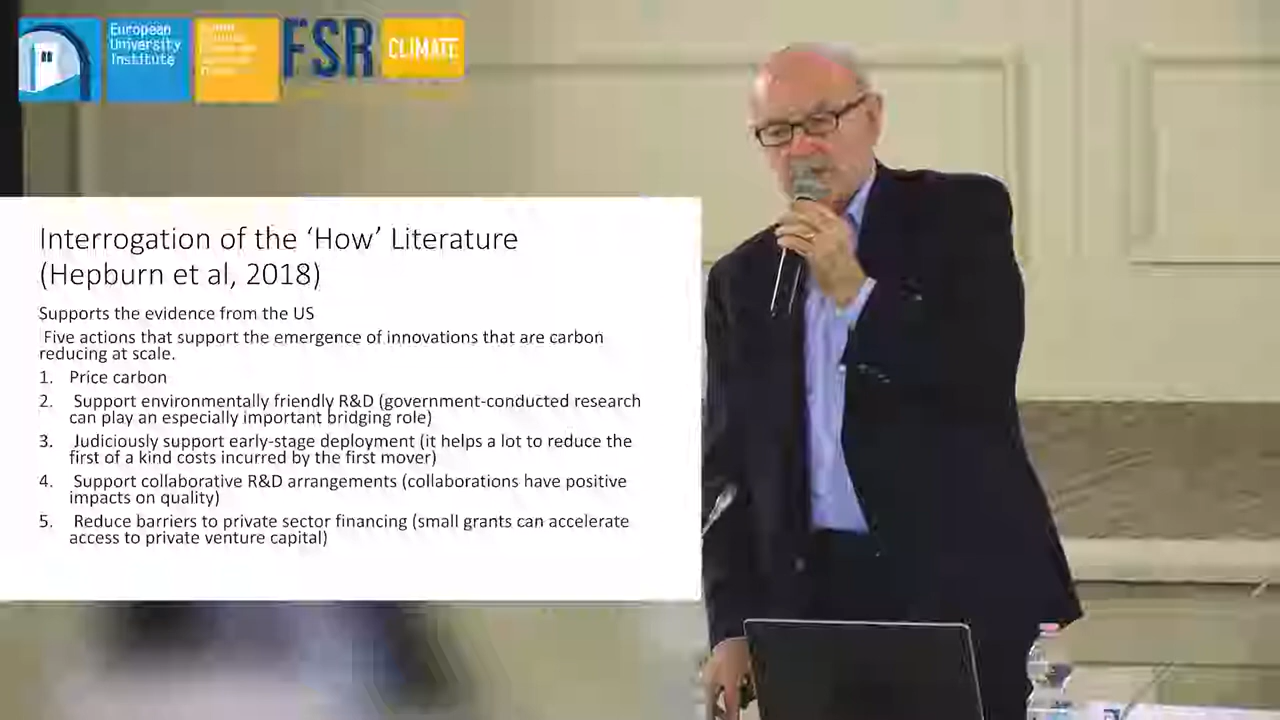 European
University
Institute
FSR
CLIMATE
Interrogation of the ‘How’ Literature
(Hepburn et al, 2018)
Supports the evidence from the US
Five actions that support the emergence of innovations that are carbon
reducing at scale.
1. Price carbon
2. Support environmentally friendly R&D (government-conducted research
can play an especially important bridging role)
3. Judiciously support early-stage deployment (it helps a lot to reduce the
first of a kind costs incurred by the first mover)
4. Support collaborative R&D arrangements (collaborations have positive
impacts on quality)
5. Reduce barriers to private sector financing (small grants can accelerate
access to private venture capital)